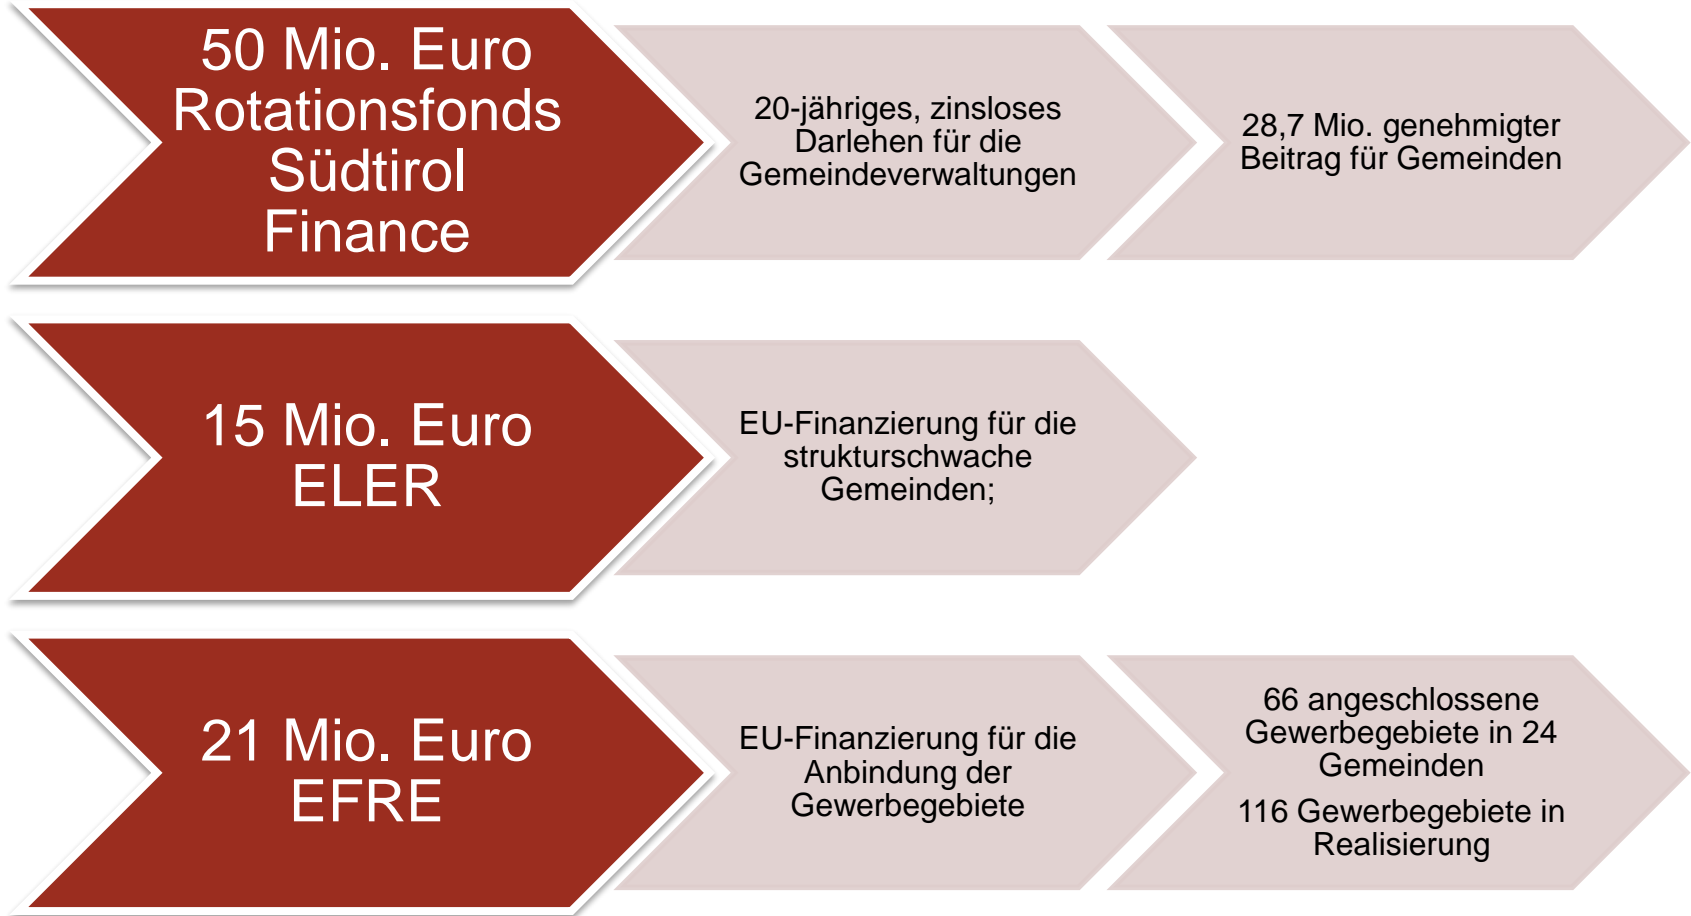 50 Mio. Euro
Rotationsfonds
Südtirol
Finance
20-jähriges, zinsloses
Darlehen für die
Gemeindeverwaltungen
28,7 Mio. genehmigter
Beitrag für Gemeinden
15 Mio. Euro
ELER
EU-Finanzierung für die
strukturschwache
Gemeinden;
21 Mio. Euro
EFRE
EU-Finanzierung für die
Anbindung der
Gewerbegebiete
66 angeschlossene
Gewerbegebiete in 24
Gemeinden
116 Gewerbegebiete in
Realisierung